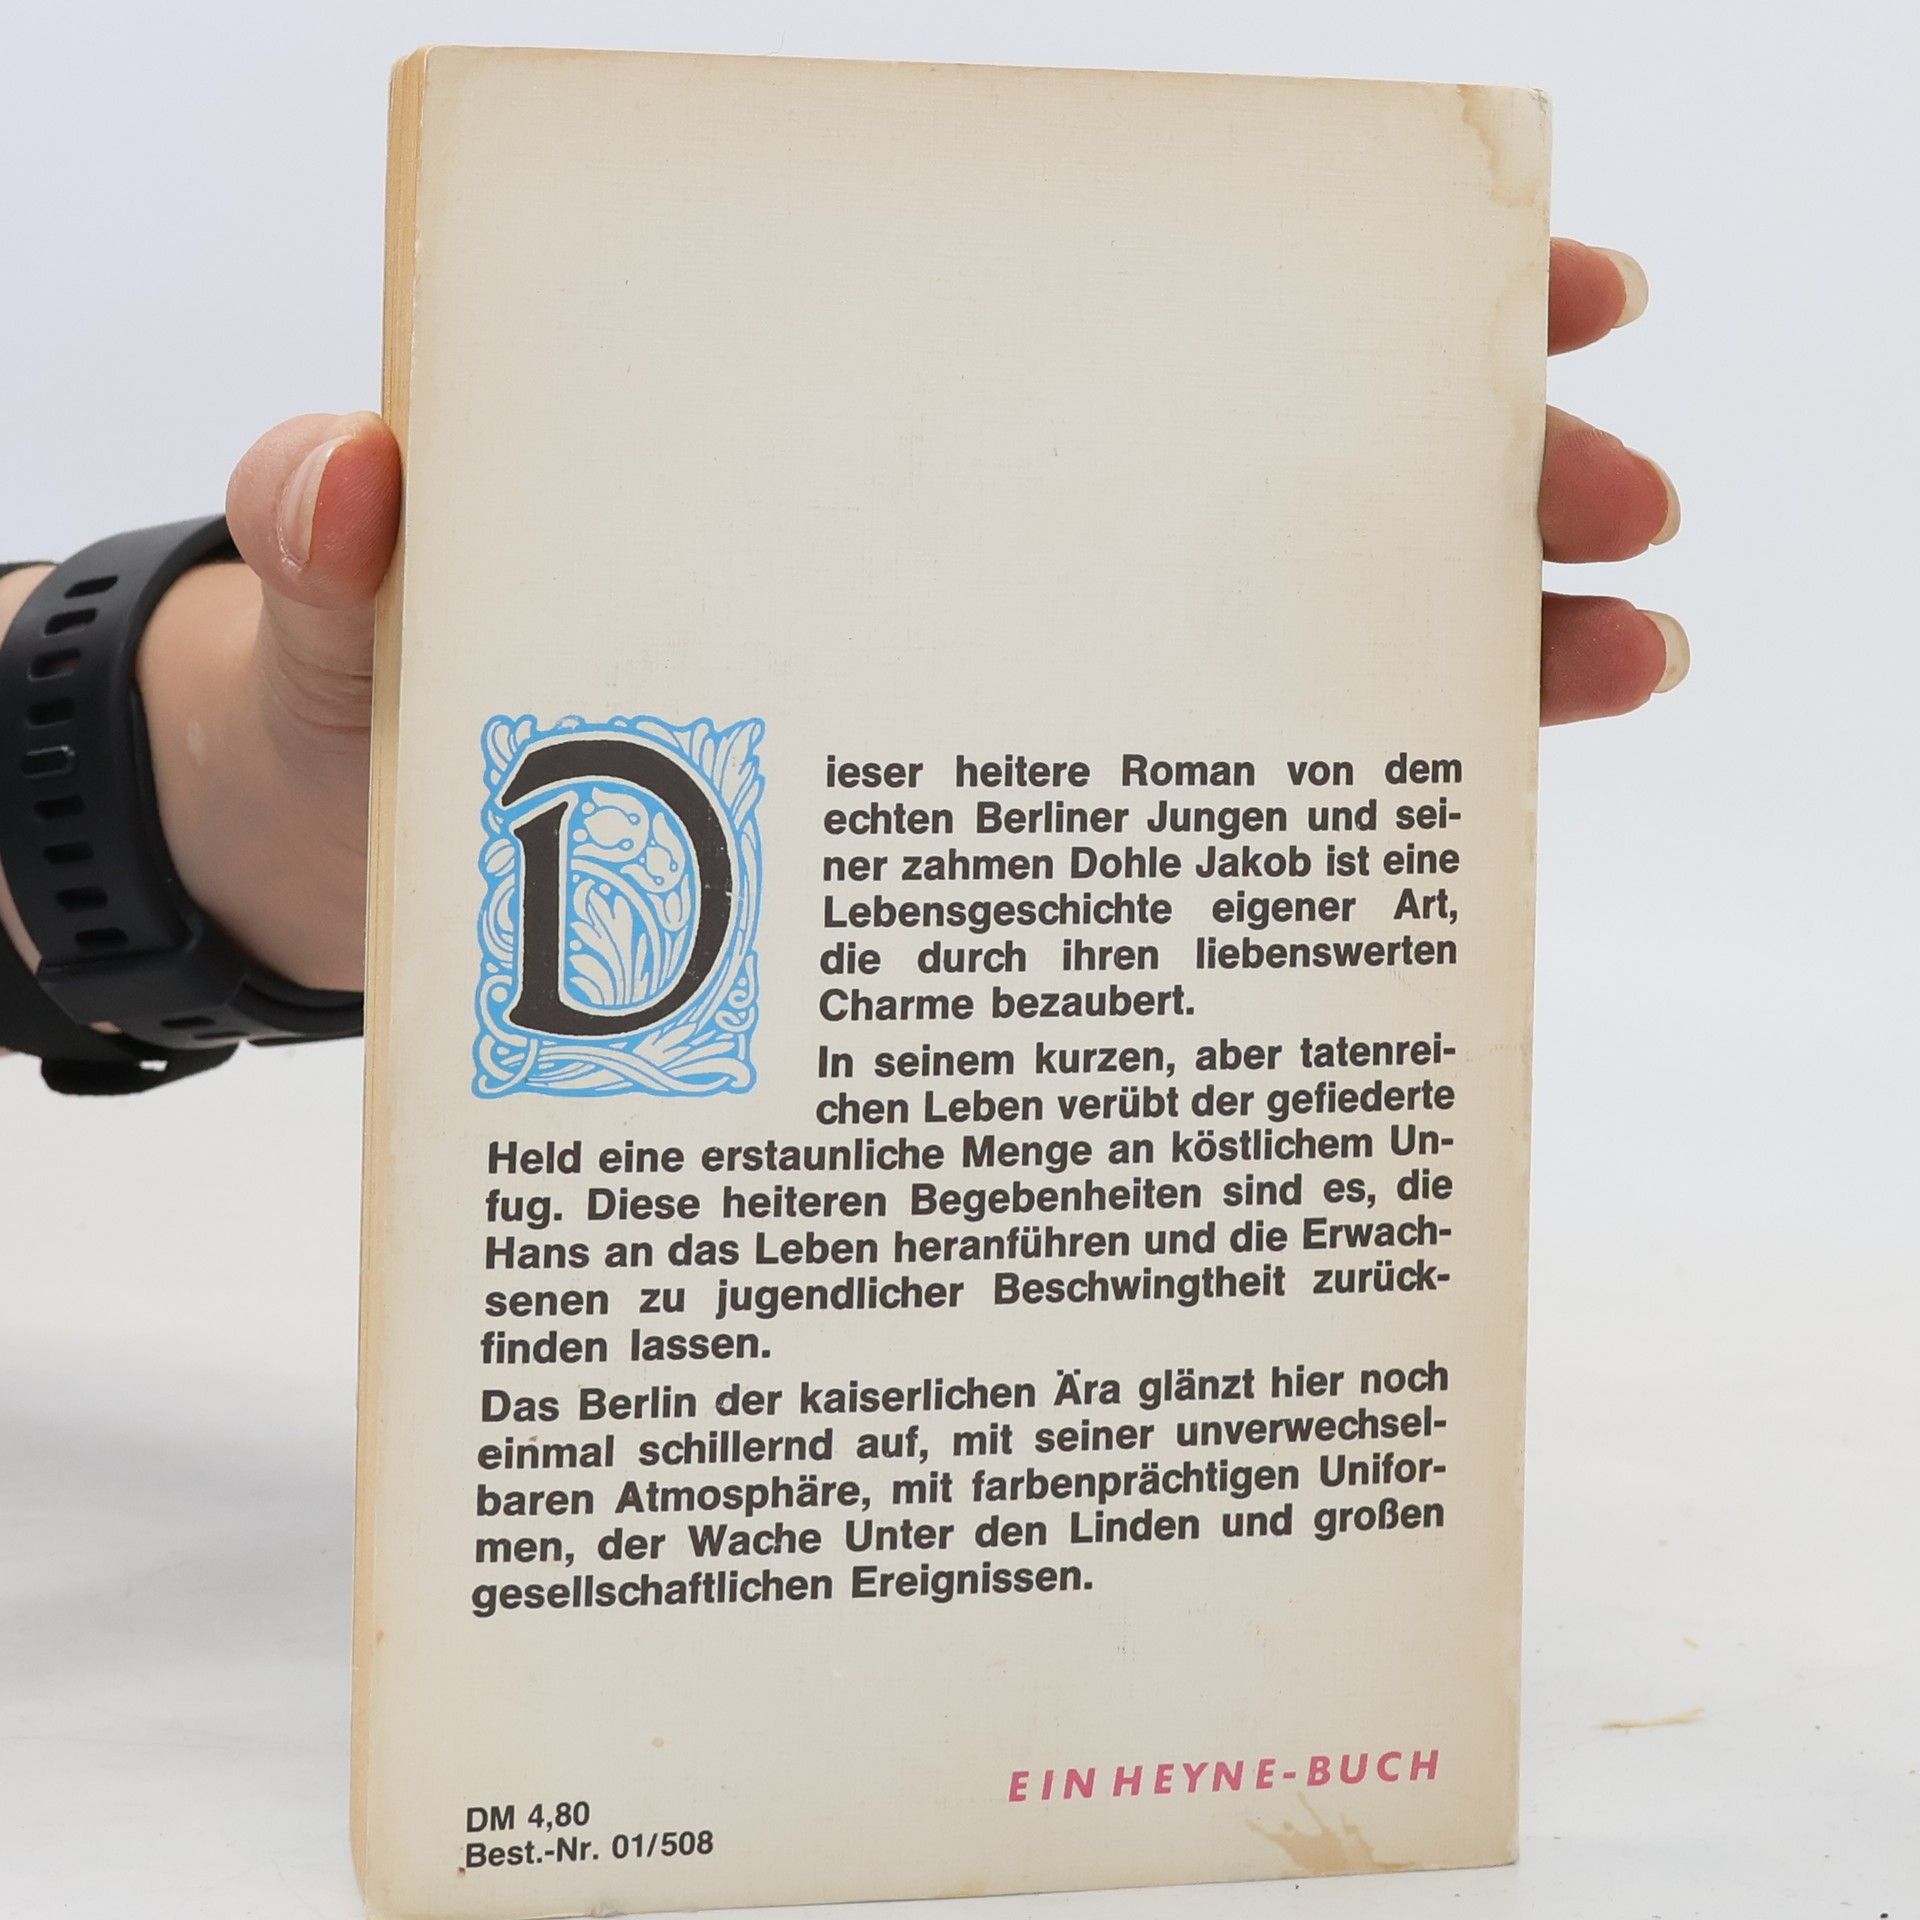 Dieser heitere Roman von dem
echten Berliner Jungen und sei-
ner zahmen Dohle Jakob ist eine
Lebensgeschichte eigener Art,
die durch ihren liebenswerten
Charme bezaubert.
In seinem kurzen, aber tatenrei-
chen Leben verübt der gefiederte
Held eine erstaunliche Menge an köstlichem Un-
fug. Diese heiteren Begebenheiten sind es, die
Hans an das Leben heranführen und die Erwach-
senen zu jugendlicher Beschwingtheit zurück-
finden lassen.
Das Berlin der kaiserlichen Ära glänzt hier noch
einmal schillernd auf, mit seiner unverwechsel-
baren Atmosphäre, mit farbenprächtigen Unifor-
men, der Wache Unter den Linden und großen
gesellschaftlichen Ereignissen.
EIN HEYNE-BUCH
DM 4,80
Best.-Nr. 01/508